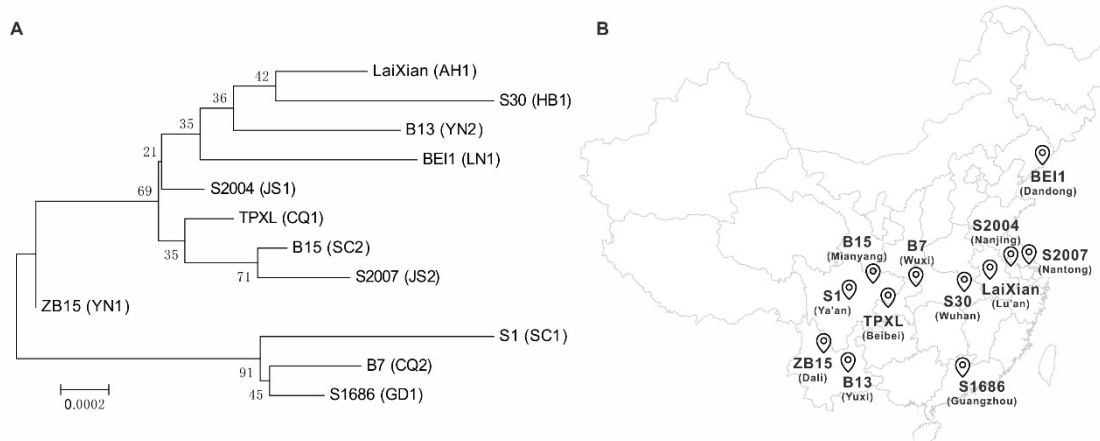 A
42
LaiXian (AH1)
36
S30 (HB1)
35
B13 (YN2)
21
BEI1 (LN1)
69
S2004 (JS1)
TPXL (CQ1)
35
B15 (SC2)
71
S2007 (JS2)
ZB15 (YN1)
S1 (SC1)
91
B7 (CQ2)
45
S1686 (GD1)
0.0002
B
BEI1
(Dandong)
S2004
(Nanjing)
S2007
(Nantong)
B15
(Mianyang)
B7
(Wuxi)
LaiXian
(Lu'an)
S1
(Ya'an)
S30
(Wuhan)
TPXL
(Beibei)
ZB15
(Dali)
B13
(Yuxi)
S1686
(Guangzhou)